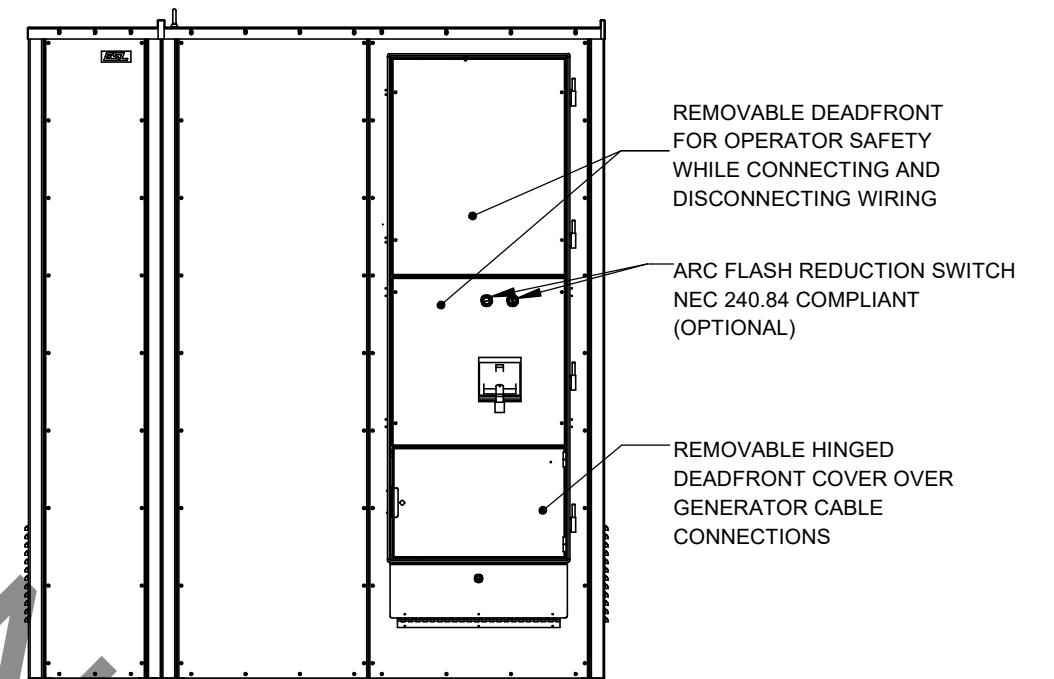 ESL
REMOVABLE DEADFRONT
FOR OPERATOR SAFETY
WHILE CONNECTING AND
DISCONNECTING WIRING
ARC FLASH REDUCTION SWITCH
NEC 240.84 COMPLIANT
(OPTIONAL)
REMOVABLE HINGED
DEADFRONT COVER OVER
GENERATOR CABLE
CONNECTIONS